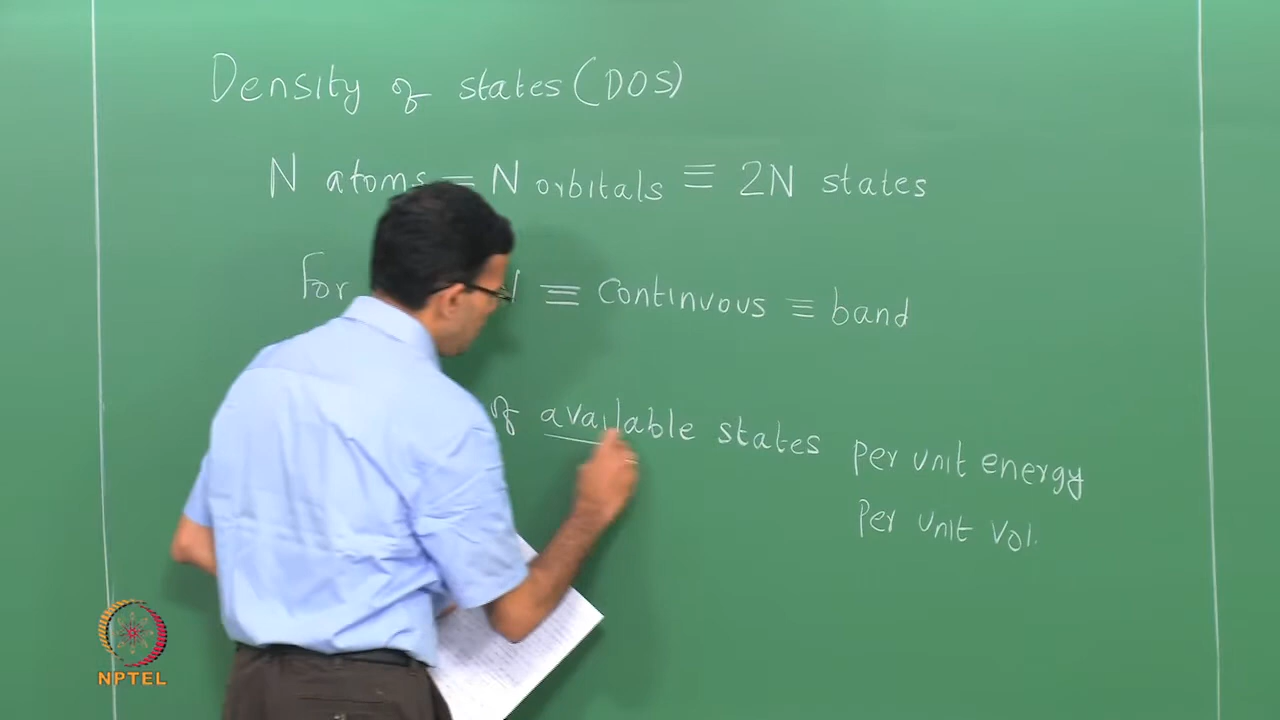 Density of states (DOS)
N atoms = N orbitals ≡ 2N states
For ≡ continuous ≡ band
of available states per unit energy
per unit vol.
NPTEL